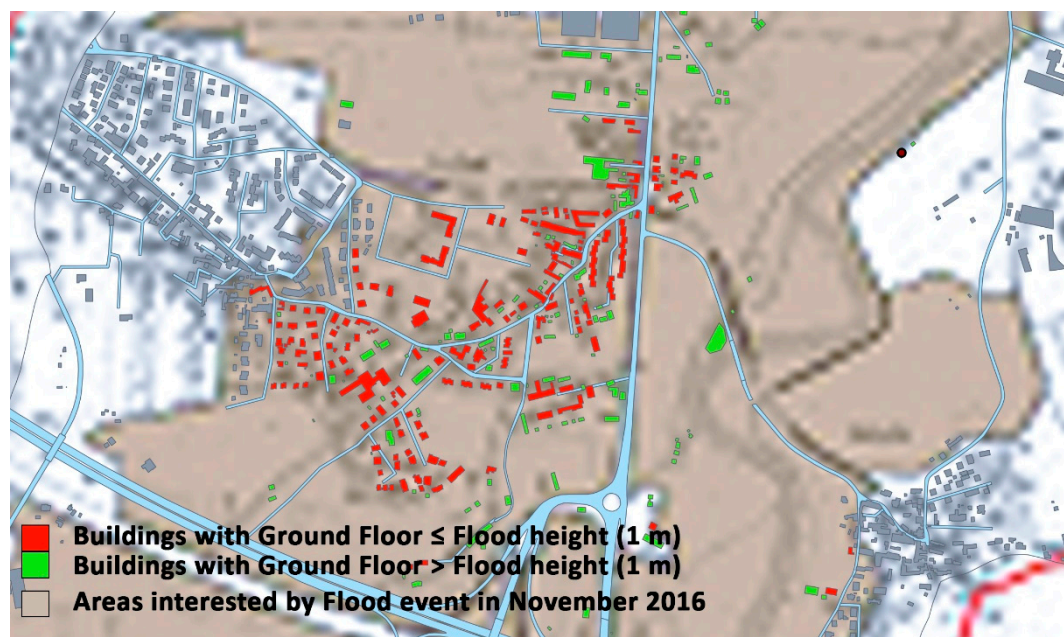 Buildings with Ground Floor ≤ Flood height (1 m)
Buildings with Ground Floor > Flood height (1 m)
Areas interested by Flood event in November 2016